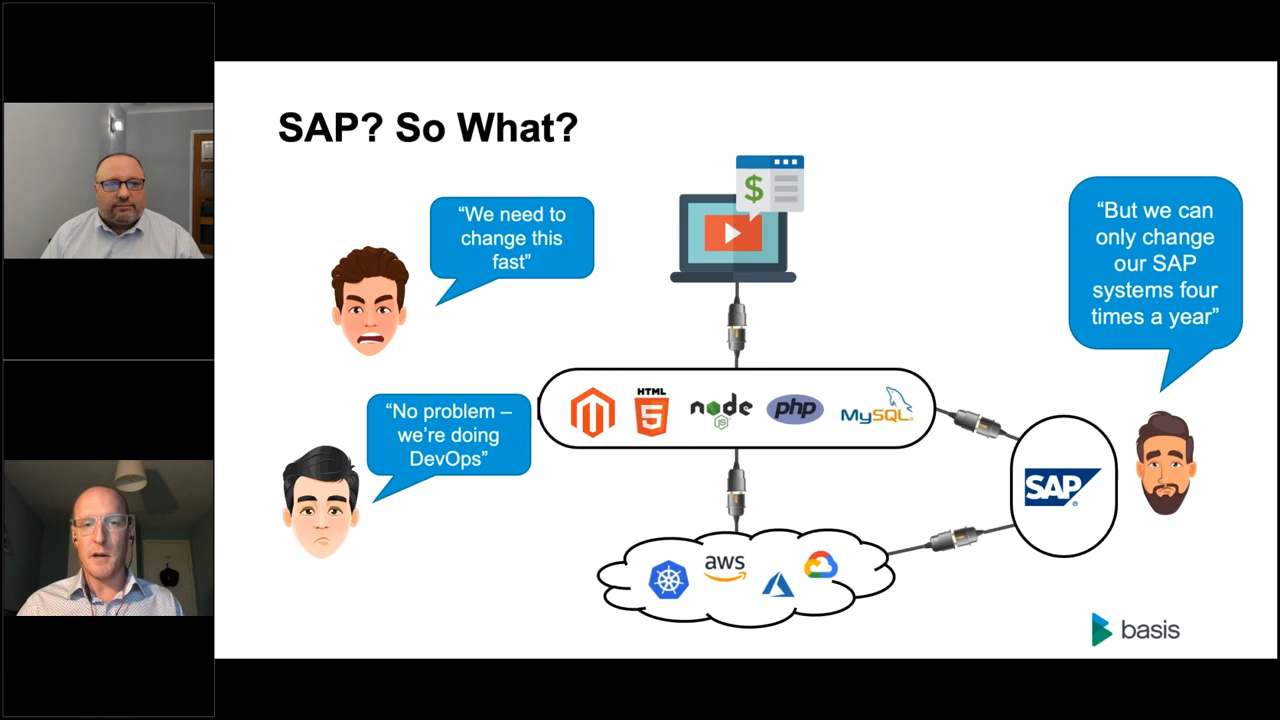 SAP? So What?
“We need to
change this
fast”
$
“But we can
only change
our SAP
systems four
times a year”
“No problem –
we’re doing
DevOps”
HTML
5
node
JS
php
MySQL
SAP
aws
basis